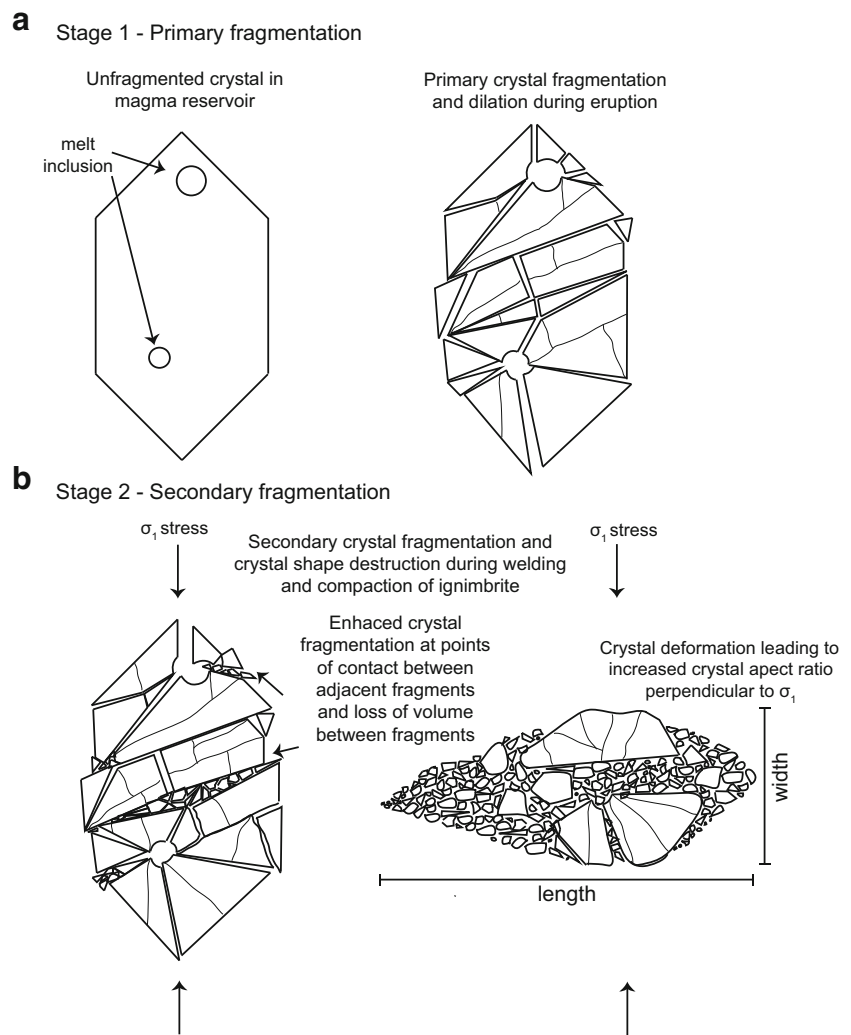 a
Stage 1 - Primary fragmentation
Unfragmented crystal in
magma reservoir
Primary crystal fragmentation
and dilation during eruption
melt
inclusion
b
Stage 2 - Secondary fragmentation
σ1 stress
Secondary crystal fragmentation and
crystal shape destruction during welding
and compaction of ignimbrite
σ1 stress
Enhaced crystal
fragmentation at points
of contact between
adjacent fragments
and loss of volume
between fragments
Crystal deformation leading to
increased crystal apect ratio
perpendicular to σ1
width
length